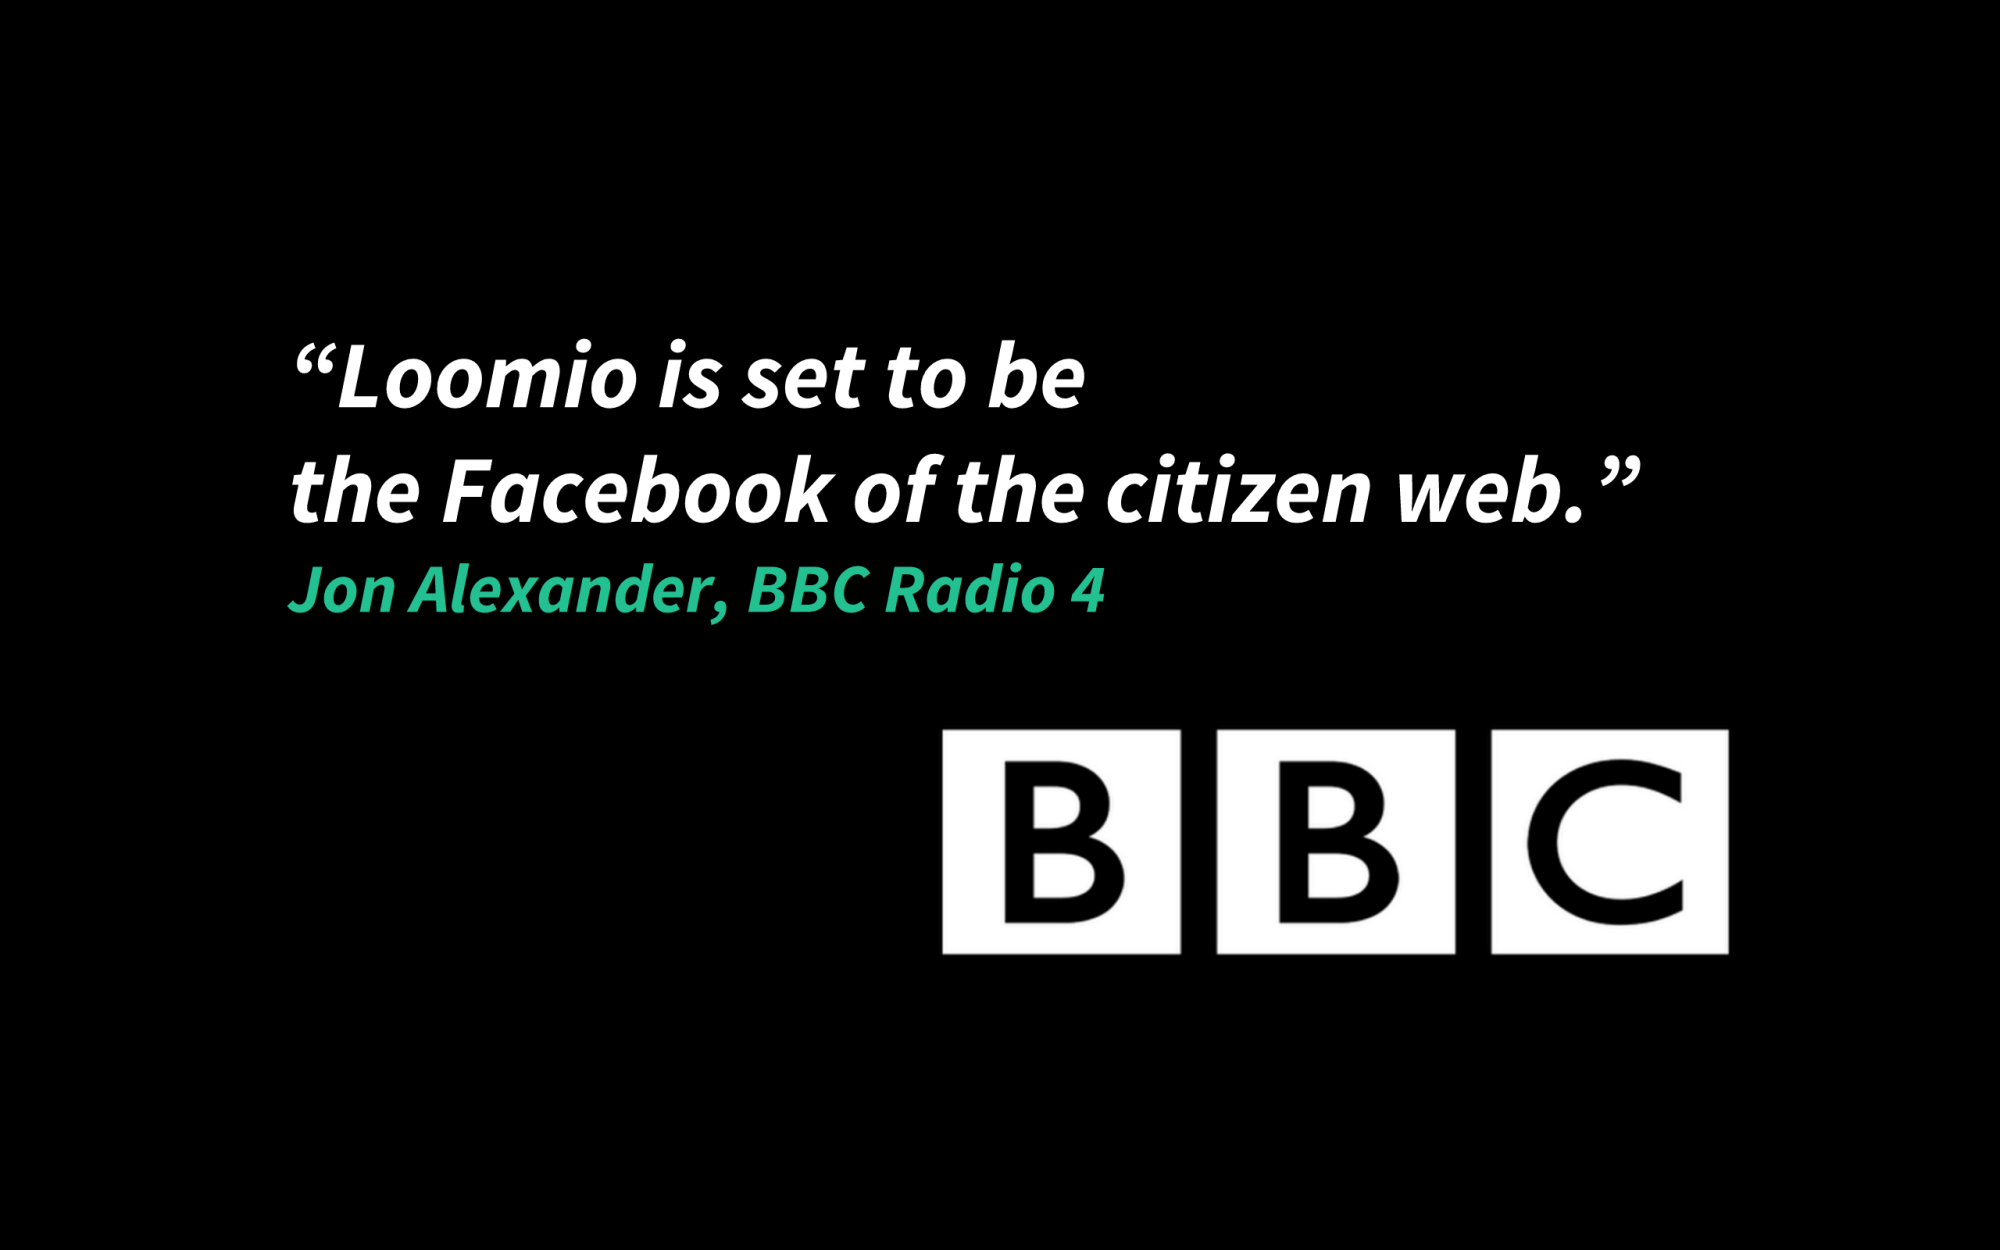 “Loomio is set to be
the Facebook of the citizen web.”
Jon Alexander, BBC Radio 4
BBC